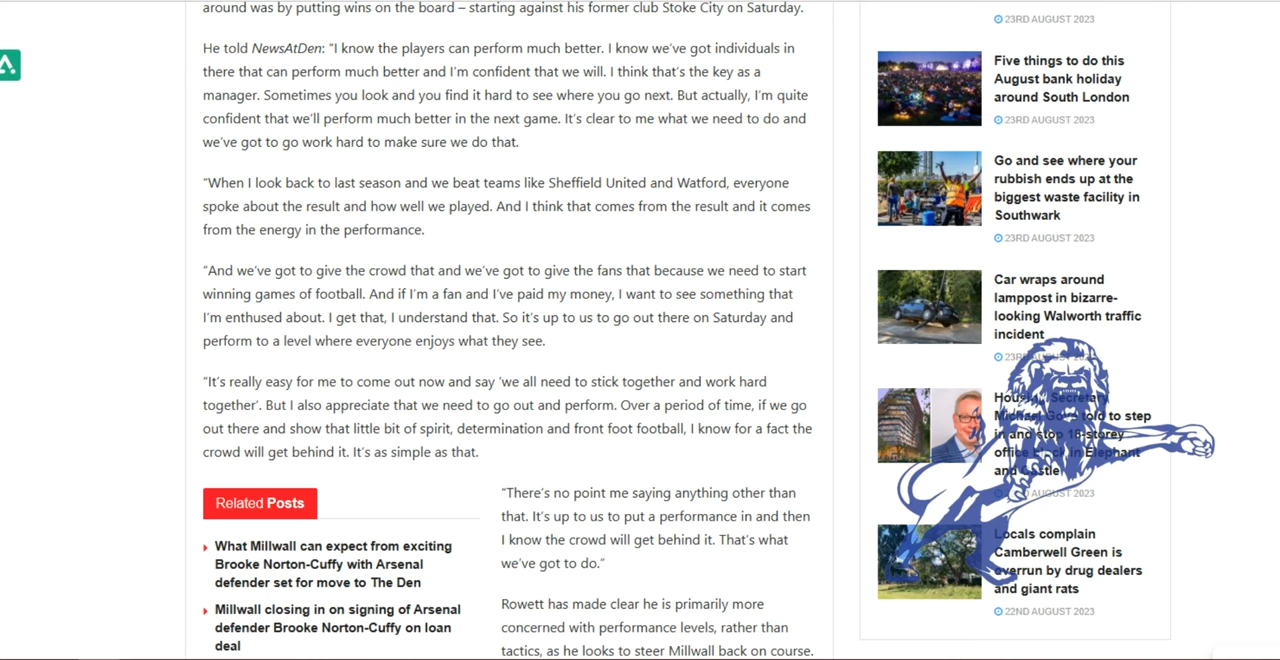 around was by putting wins on the board – starting against his former club Stoke City on Saturday.
He told NewsAtDen: “I know the players can perform much better. I know we’ve got individuals in
there that can perform much better and I’m confident that we will. I think that’s the key as a
manager. Sometimes you look and you find it hard to see where you go next. But actually, I’m quite
confident that we’ll perform much better in the next game. It’s clear to me what we need to do and
we’ve got to go work hard to make sure we do that.
“When I look back to last season and we beat teams like Sheffield United and Watford, everyone
spoke about the result and how well we played. And I think that comes from the result and it comes
from the energy in the performance.
“And we’ve got to give the crowd that and we’ve got to give the fans that because we need to start
winning games of football. And if I’m a fan and I’ve paid my money, I want to see something that
I’m enthused about. I get that, I understand that. So it’s up to us to go out there on Saturday and
perform to a level where everyone enjoys what they see.
“It’s really easy for me to come out now and say ‘we all need to stick together and work hard
together’. But I also appreciate that we need to go out and perform. Over a period of time, if we go
out there and show that little bit of spirit, determination and front foot football, I know for a fact the
crowd will get behind it. It’s as simple as that.
Related Posts
What Millwall can expect from exciting
Brooke Norton-Cuffy with Arsenal
defender set for move to The Den
Millwall closing in on signing of Arsenal
defender Brooke Norton-Cuffy on loan
deal
“There’s no point me saying anything other than
that. It’s up to us to put a performance in and then
I know the crowd will get behind it. That’s what
we’ve got to do.”
Rowett has made clear he is primarily more
concerned with performance levels, rather than
tactics, as he looks to steer Millwall back on course.
23RD AUGUST 2023
Five things to do this
August bank holiday
around South London
23RD AUGUST 2023
Go and see where your
rubbish ends up at the
biggest waste facility in
Southwark
23RD AUGUST 2023
Car wraps around
lamppost in bizarre-
looking Walworth traffic
incident
23RD AUGUST 2023
Secretary
Michael Gove told to step
in and stop 18-storey
office block in Elephant
and Castle
AUGUST 2023
Locals complain
Camberwell Green is
overrun by drug dealers
and giant rats
22ND AUGUST 2023